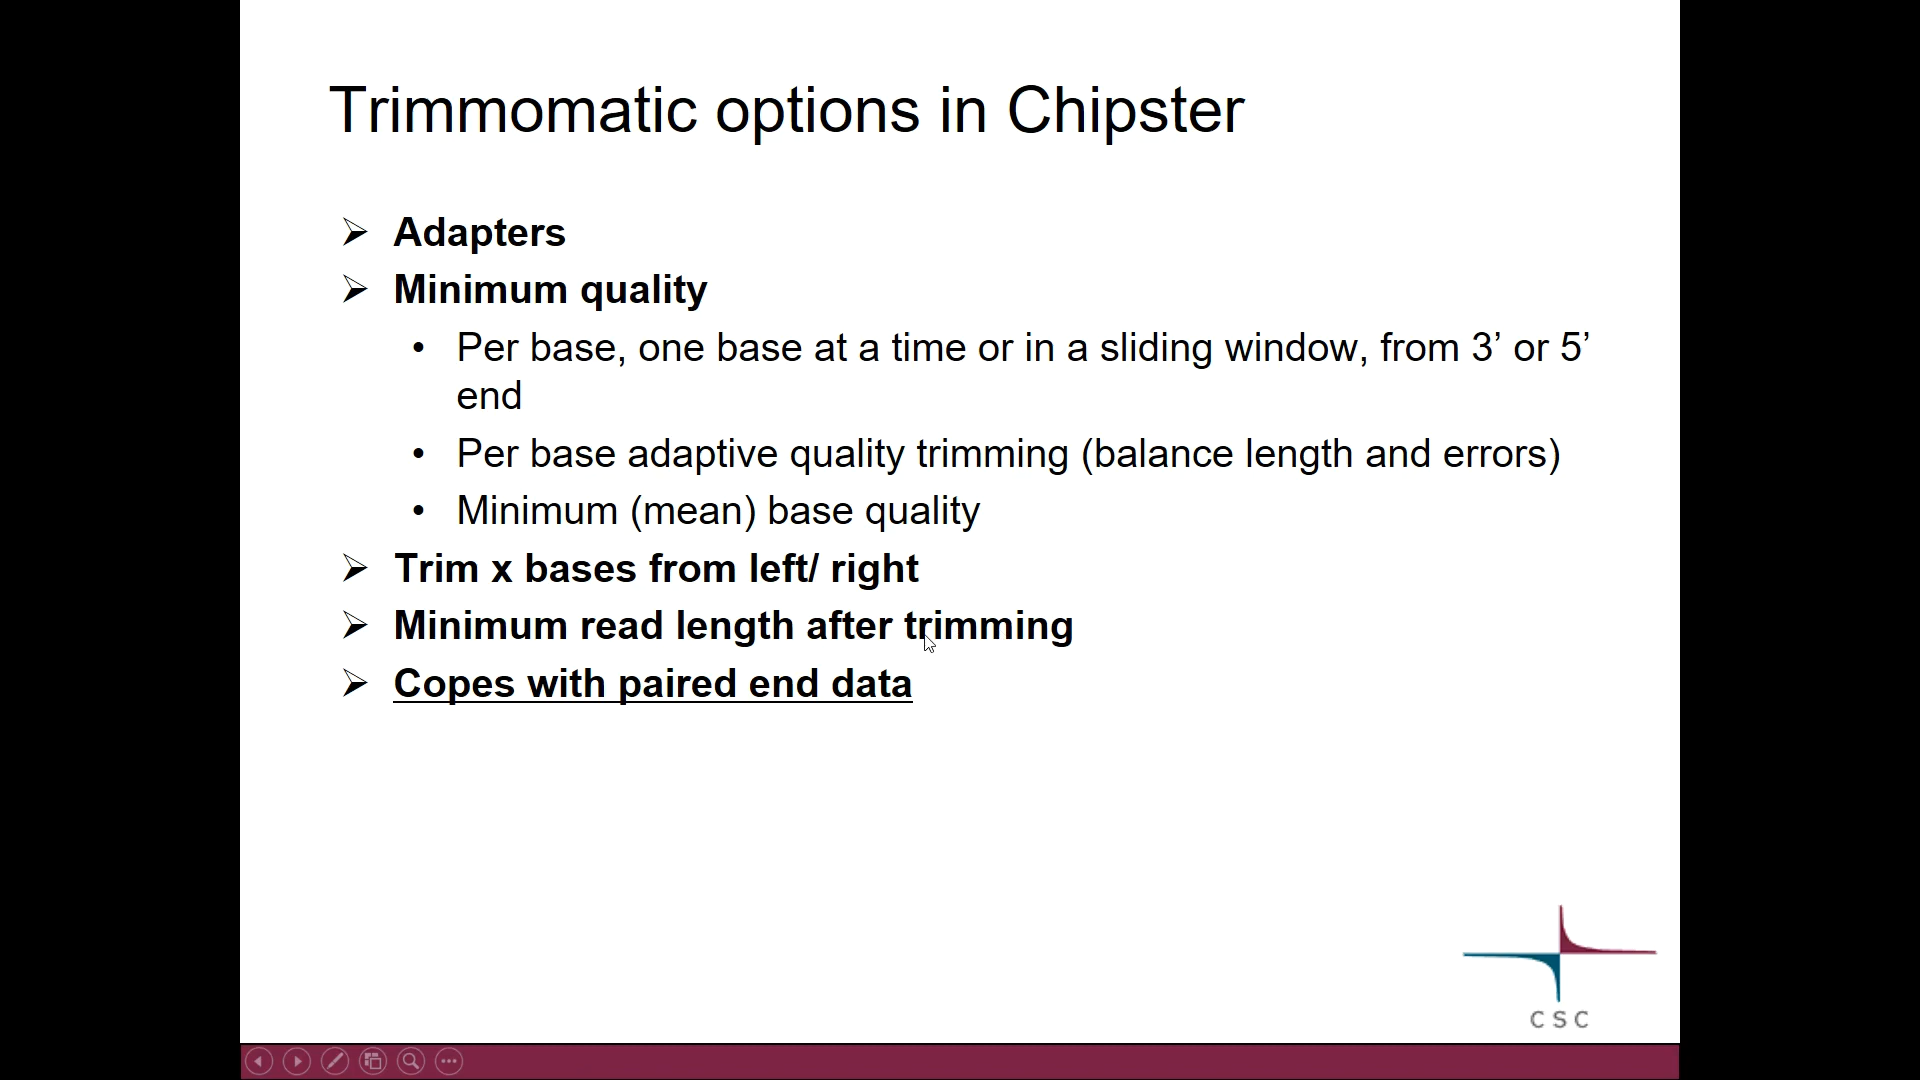 Trimmomatic options in Chipster
➢ Adapters
➢ Minimum quality
• Per base, one base at a time or in a sliding window, from 3’ or 5’
end
• Per base adaptive quality trimming (balance length and errors)
• Minimum (mean) base quality
➢ Trim x bases from left/ right
➢ Minimum read length after trimming
➢ Copes with paired end data
CSC